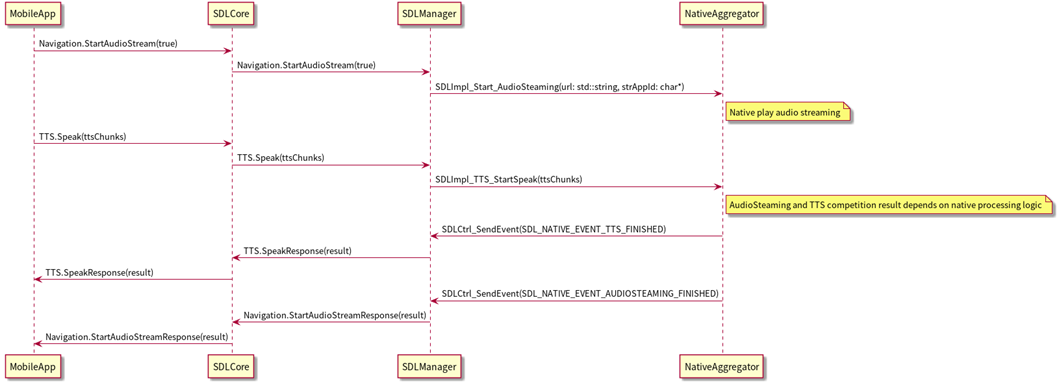 MobileApp SDLCore SDLManager NativeAggregator
Navigation.StartAudioStream(true)
Navigation.StartAudioStream(true)
SDLImpl_Start_AudioSteaming(url: std::string, strAppId: char*)
Native play audio streaming
TTS.Speak(ttsChunks)
TTS.Speak(ttsChunks)
SDLImpl_TTS_StartSpeak(ttsChunks)
AudioSteaming and TTS competition result depends on native processing logic
SDLCtrl_SendEvent(SDL_NATIVE_EVENT_TTS_FINISHED)
TTS.SpeakResponse(result)
TTS.SpeakResponse(result)
SDLCtrl_SendEvent(SDL_NATIVE_EVENT_AUDIOSTEAMING_FINISHED)
Navigation.StartAudioStreamResponse(result)
Navigation.StartAudioStreamResponse(result)
MobileApp SDLCore SDLManager NativeAggregator